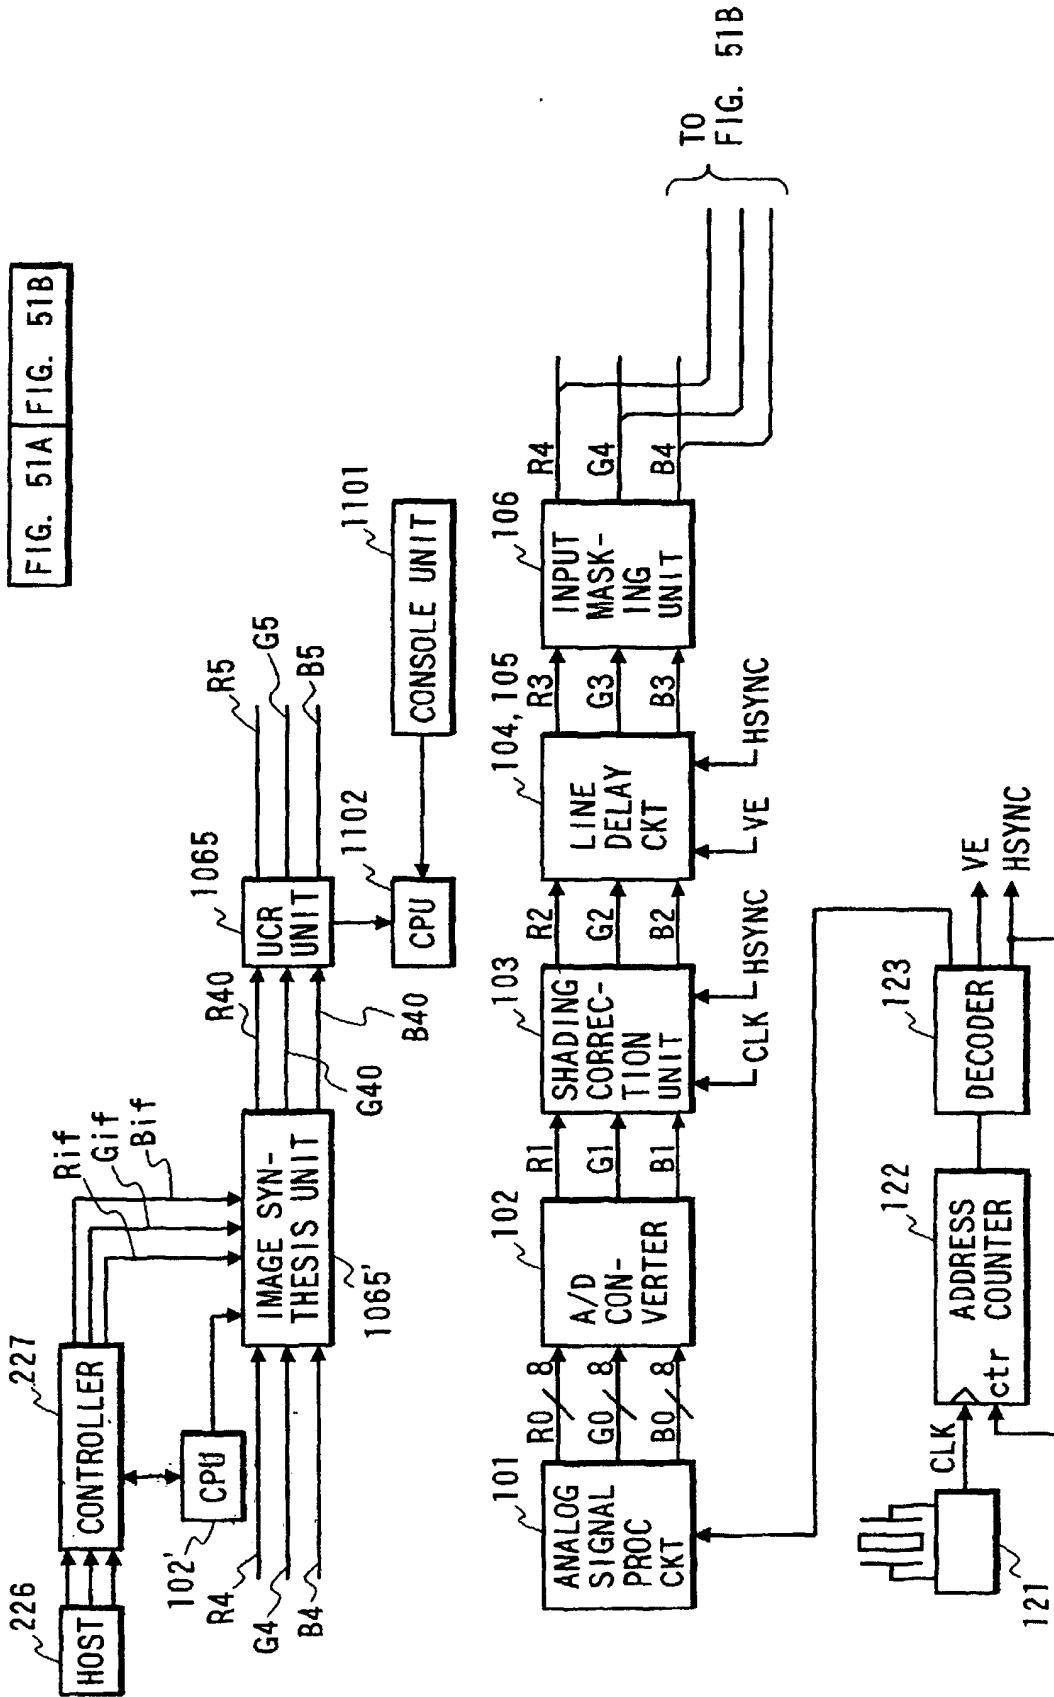 FIG. 51A FIG. 51B
226
HOST
227
CONTROLLER
Rif
Gif
Bif
102'
CPU
R4
G4
B4
IMAGE SYN-
THESIS UNIT
1065'
R40
G40
B40
1065
UCR
UNIT
R5
G5
B5
1102
CPU
1101
CONSOLE UNIT
101
ANALOG
SIGNAL
PROC
CKT
R0 8
G0 8
B0 8
102
A/D
CON-
VERTER
R1
G1
B1
103
SHADING
CORREC-
TION
UNIT
CLK
HSYNC
R2
G2
B2
104, 105
LINE
DELAY
CKT
VE
HSYNC
R3
G3
B3
106
INPUT
MASK-
ING
UNIT
R4
G4
B4
TO
FIG. 51B
121
CLK
122
ADDRESS
COUNTER
ctr
123
DECODER
VE
HSYNC